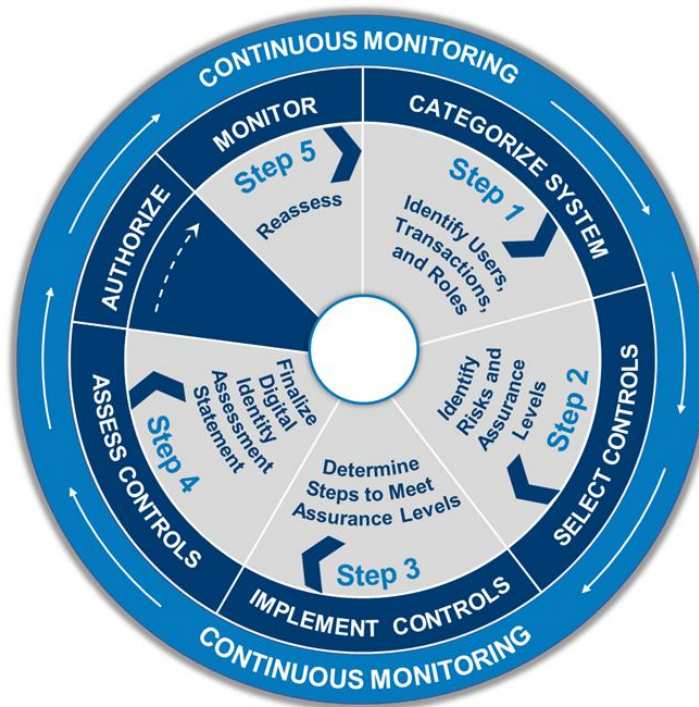 CONTINUOUS MONITORING
CATEGORIZE SYSTEM
Step 1
Identify Users,
Transactions,
and Roles
SELECT CONTROLS
Step 2
Identify
Risks and
Assurance
Levels
IMPLEMENT CONTROLS
Step 3
Determine
Steps to Meet
Assurance Levels
ASSESS CONTROLS
Step 4
Finalize
Digital
Identity
Assessment
Statement
AUTHORIZE
MONITOR
Step 5
Reassess
CONTINUOUS MONITORING